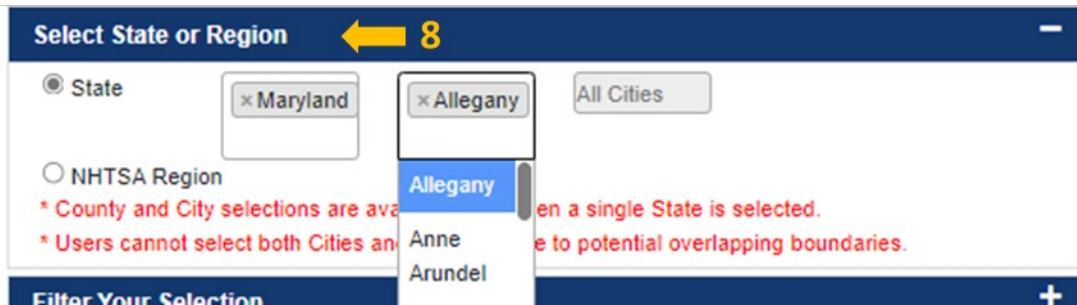 Select State or Region 8 −
State × Maryland × Allegany All Cities
NHTSA Region
Allegany
* County and City selections are ava en a single State is selected.
Anne
Arundel
* Users cannot select both Cities an e to potential overlapping boundaries.
Filter Your Selection +